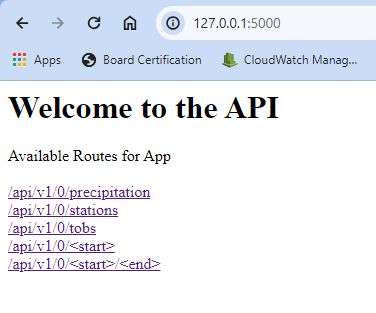 127.0.0.1:5000
Apps Board Certification CloudWatch Manag...
Welcome to the API
Available Routes for App
/api/v1/0/precipitation
/api/v1/0/stations
/api/v1/0/tobs
/api/v1/0/<start>
/api/v1/0/<start>/<end>